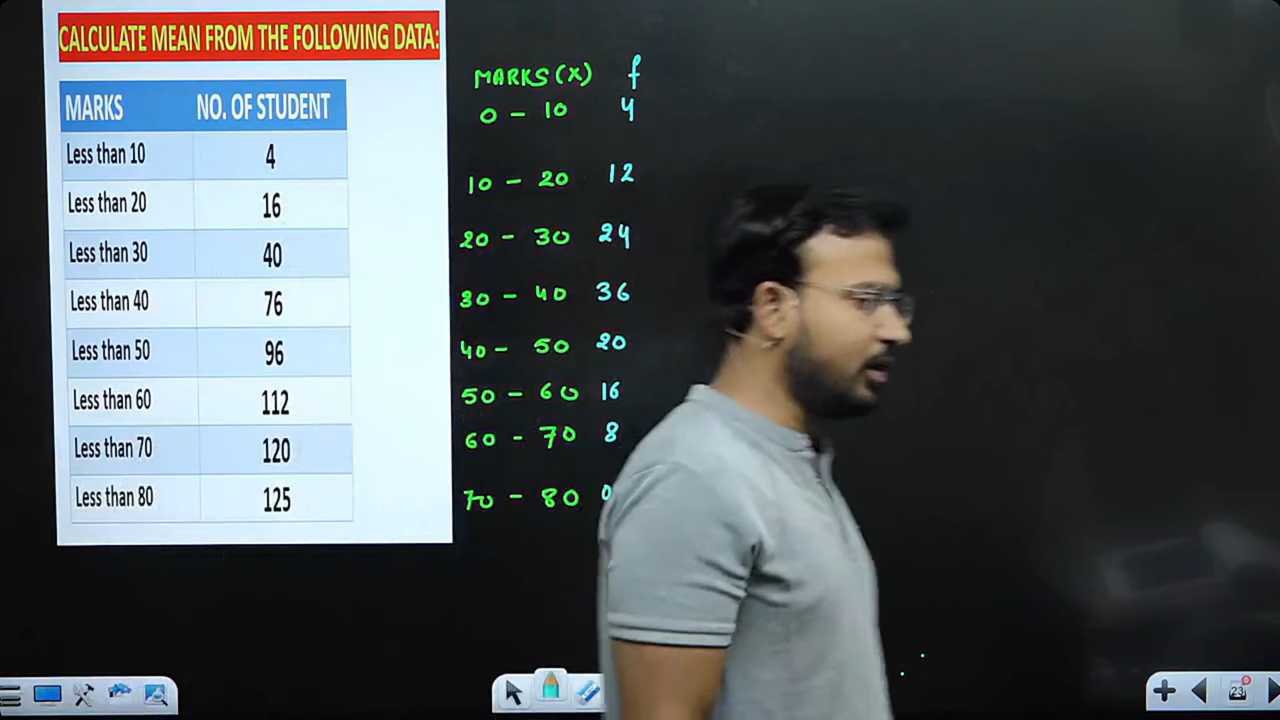 CALCULATE MEAN FROM THE FOLLOWING DATA:
MARKS NO. OF STUDENT
Less than 10 4
Less than 20 16
Less than 30 40
Less than 40 76
Less than 50 96
Less than 60 112
Less than 70 120
Less than 80 125
MARKS (X) f
0 - 10 4
10 - 20 12
20 - 30 24
30 - 40 36
40 - 50 20
50 - 60 16
60 - 70 8
70 - 80 0
23